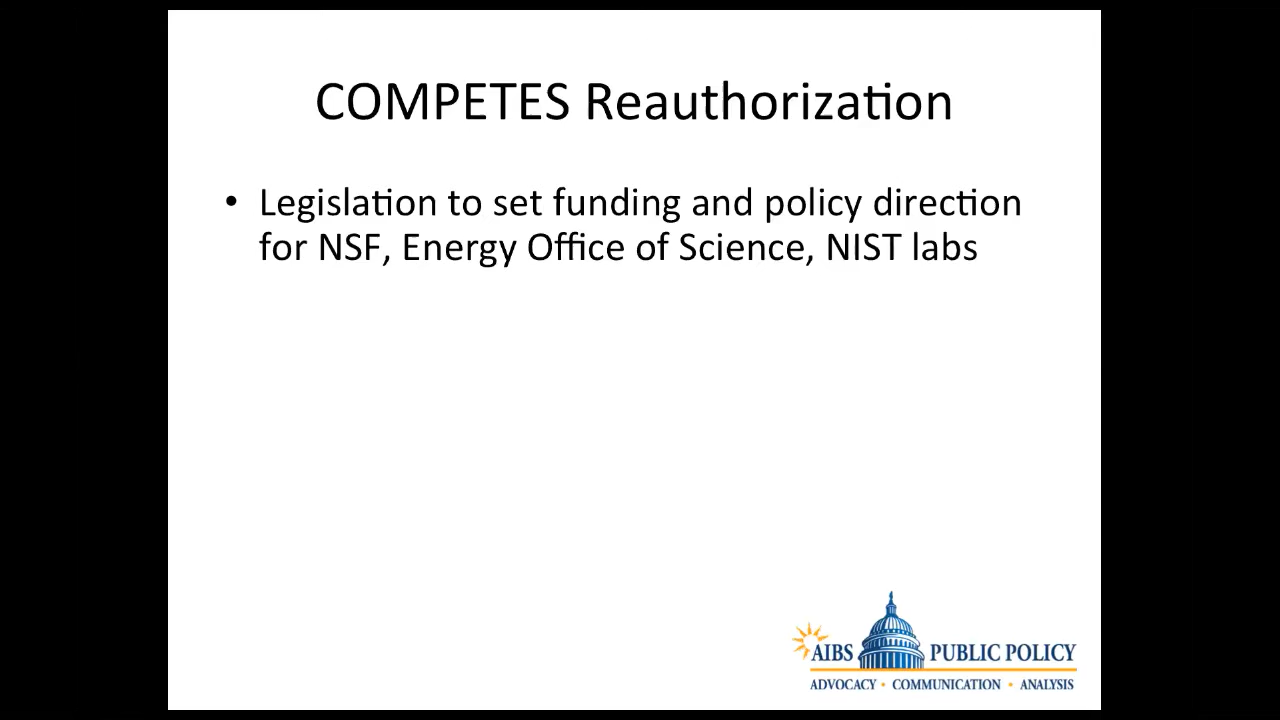 COMPETES Reauthorization
• Legislation to set funding and policy direction
for NSF, Energy Office of Science, NIST labs
AIBS PUBLIC POLICY
ADVOCACY • COMMUNICATION • ANALYSIS